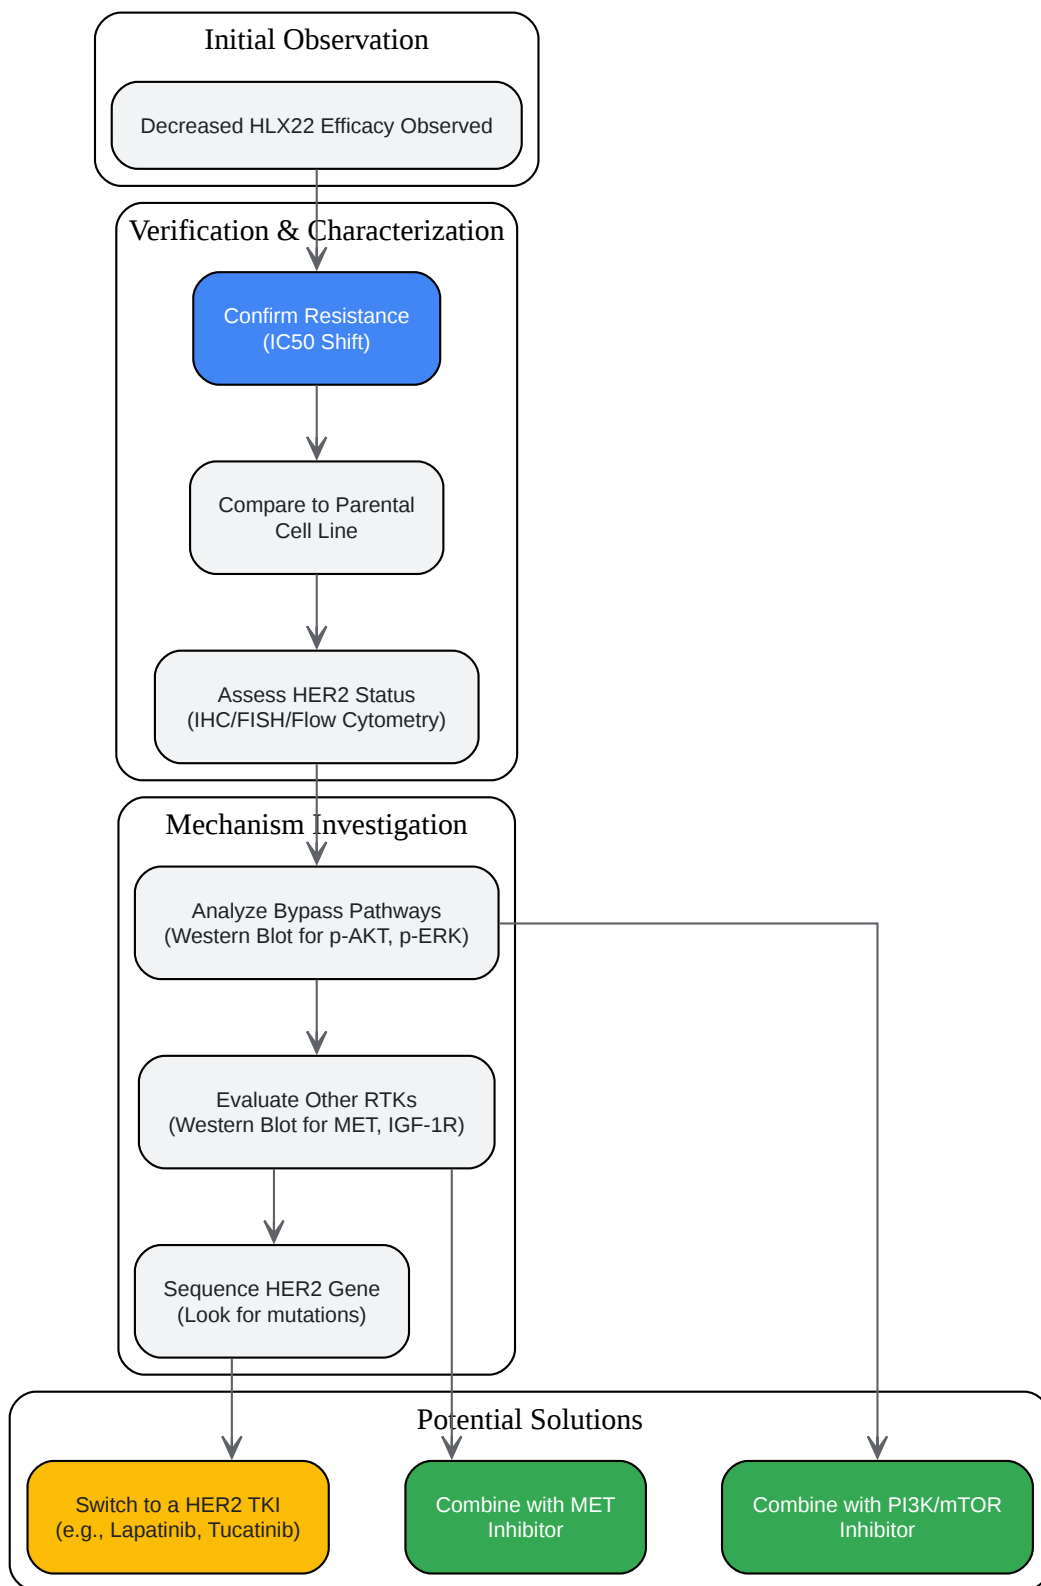 Initial Observation
Decreased HLX22 Efficacy Observed
Verification & Characterization
Confirm Resistance
(IC50 Shift)
Compare to Parental
Cell Line
Assess HER2 Status
(IHC/FISH/Flow Cytometry)
Mechanism Investigation
Analyze Bypass Pathways
(Western Blot for p-AKT, p-ERK)
Evaluate Other RTKs
(Western Blot for MET, IGF-1R)
Sequence HER2 Gene
(Look for mutations)
Potential Solutions
Switch to a HER2 TKI
(e.g., Lapatinib, Tucatinib)
Combine with MET
Inhibitor
Combine with PI3K/mTOR
Inhibitor